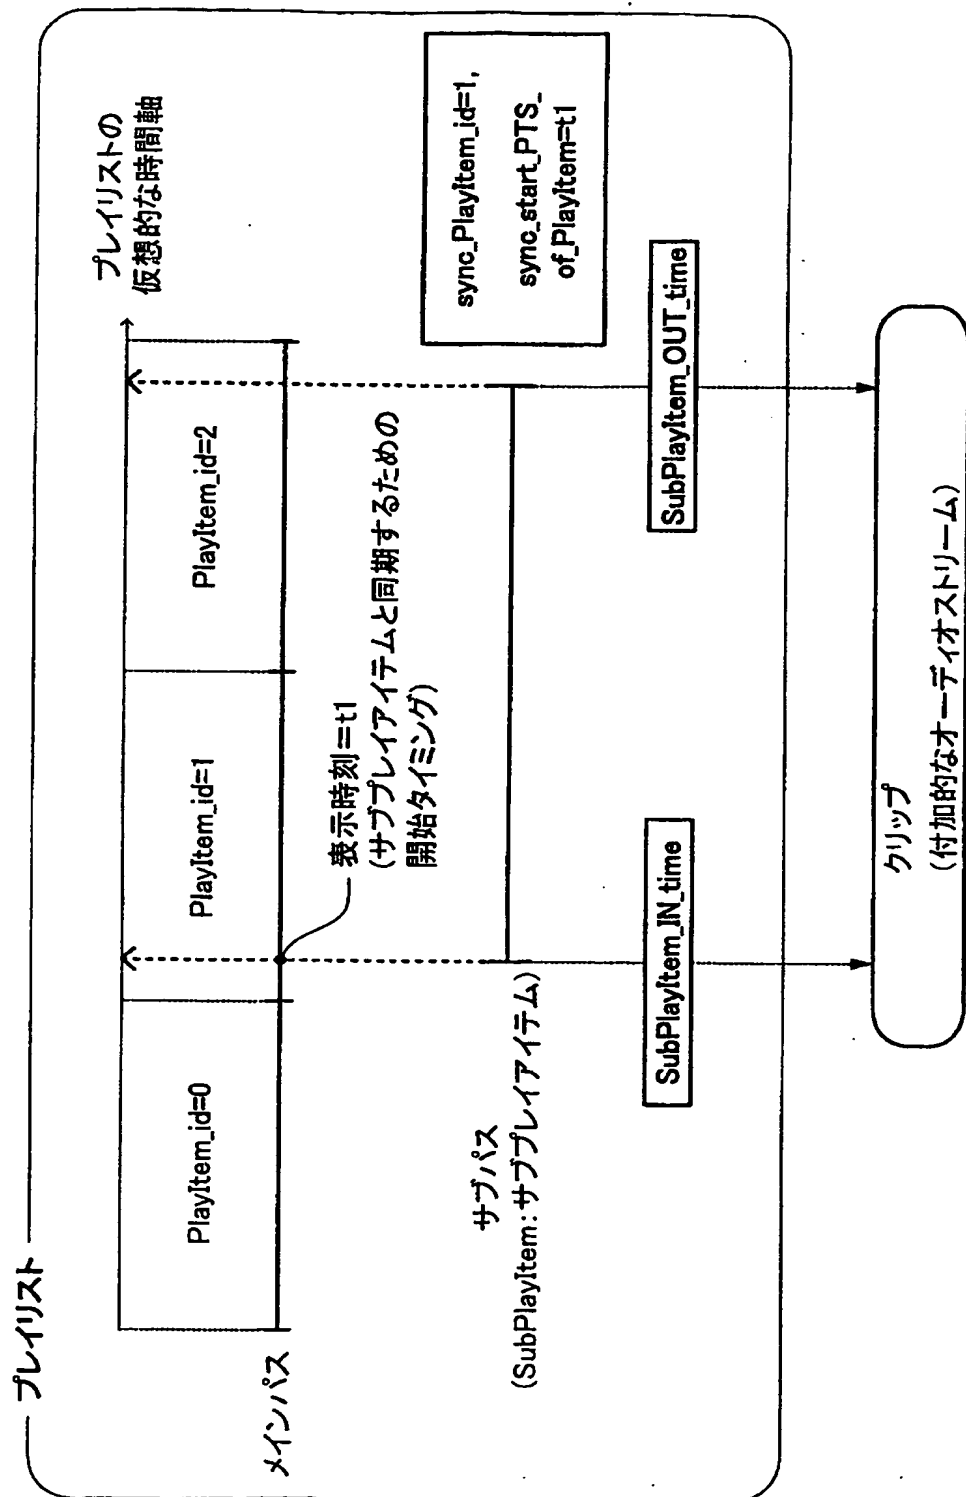 プレイリスト
プレイリストの
仮想的な時間軸
PlayItem_id=0
PlayItem_id=1
PlayItem_id=2
メインパス
表示時刻=t1
(サブプレイアイテムと同期するための
開始タイミング)
sync_PlayItem_id=1,
sync_start_PTS_
of_PlayItem=t1
サブパス
(SubPlayItem:サブプレイアイテム)
SubPlayItem_IN_time
SubPlayItem_OUT_time
クリップ
(付加的なオーディオストリーム)